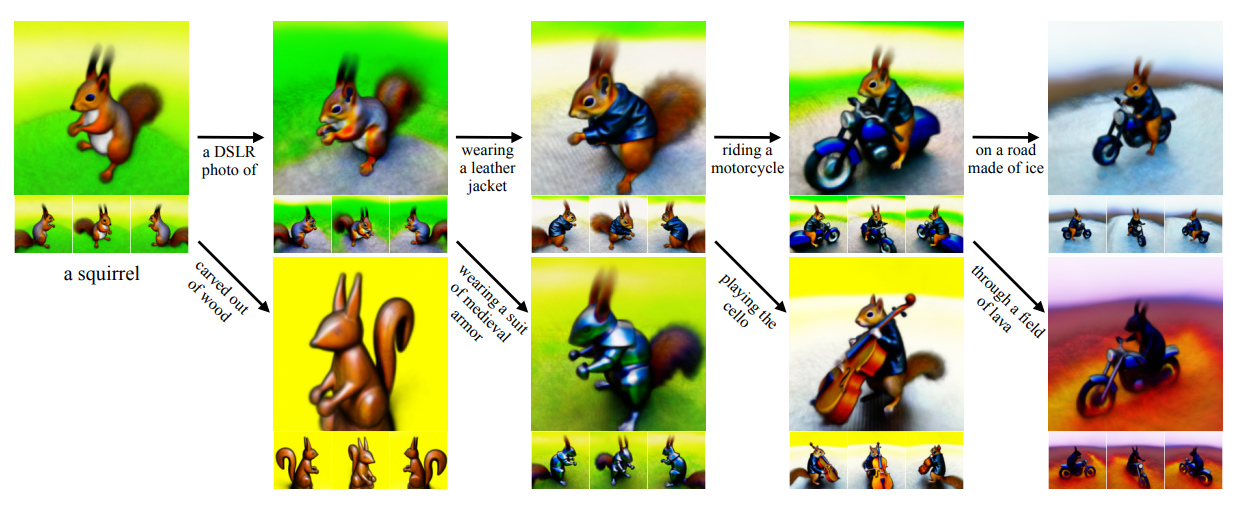 a DSLR
photo of
wearing
a leather
jacket
riding a
motorcycle
on a road
made of ice
a squirrel
carved out
of wood
wearing a suit
of medieval
armor
playing the
cello
through a field
of lava